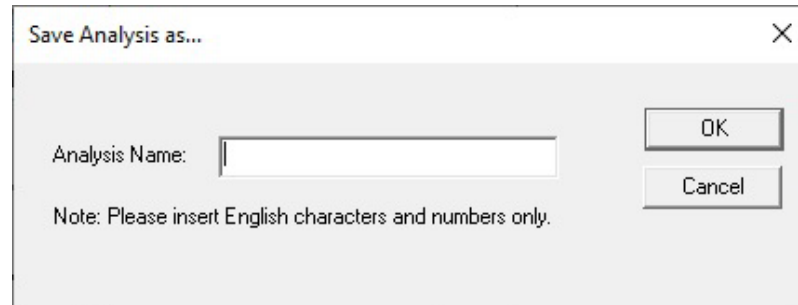 Save Analysis as...
OK
Analysis Name:
Cancel
Note: Please insert English characters and numbers only.